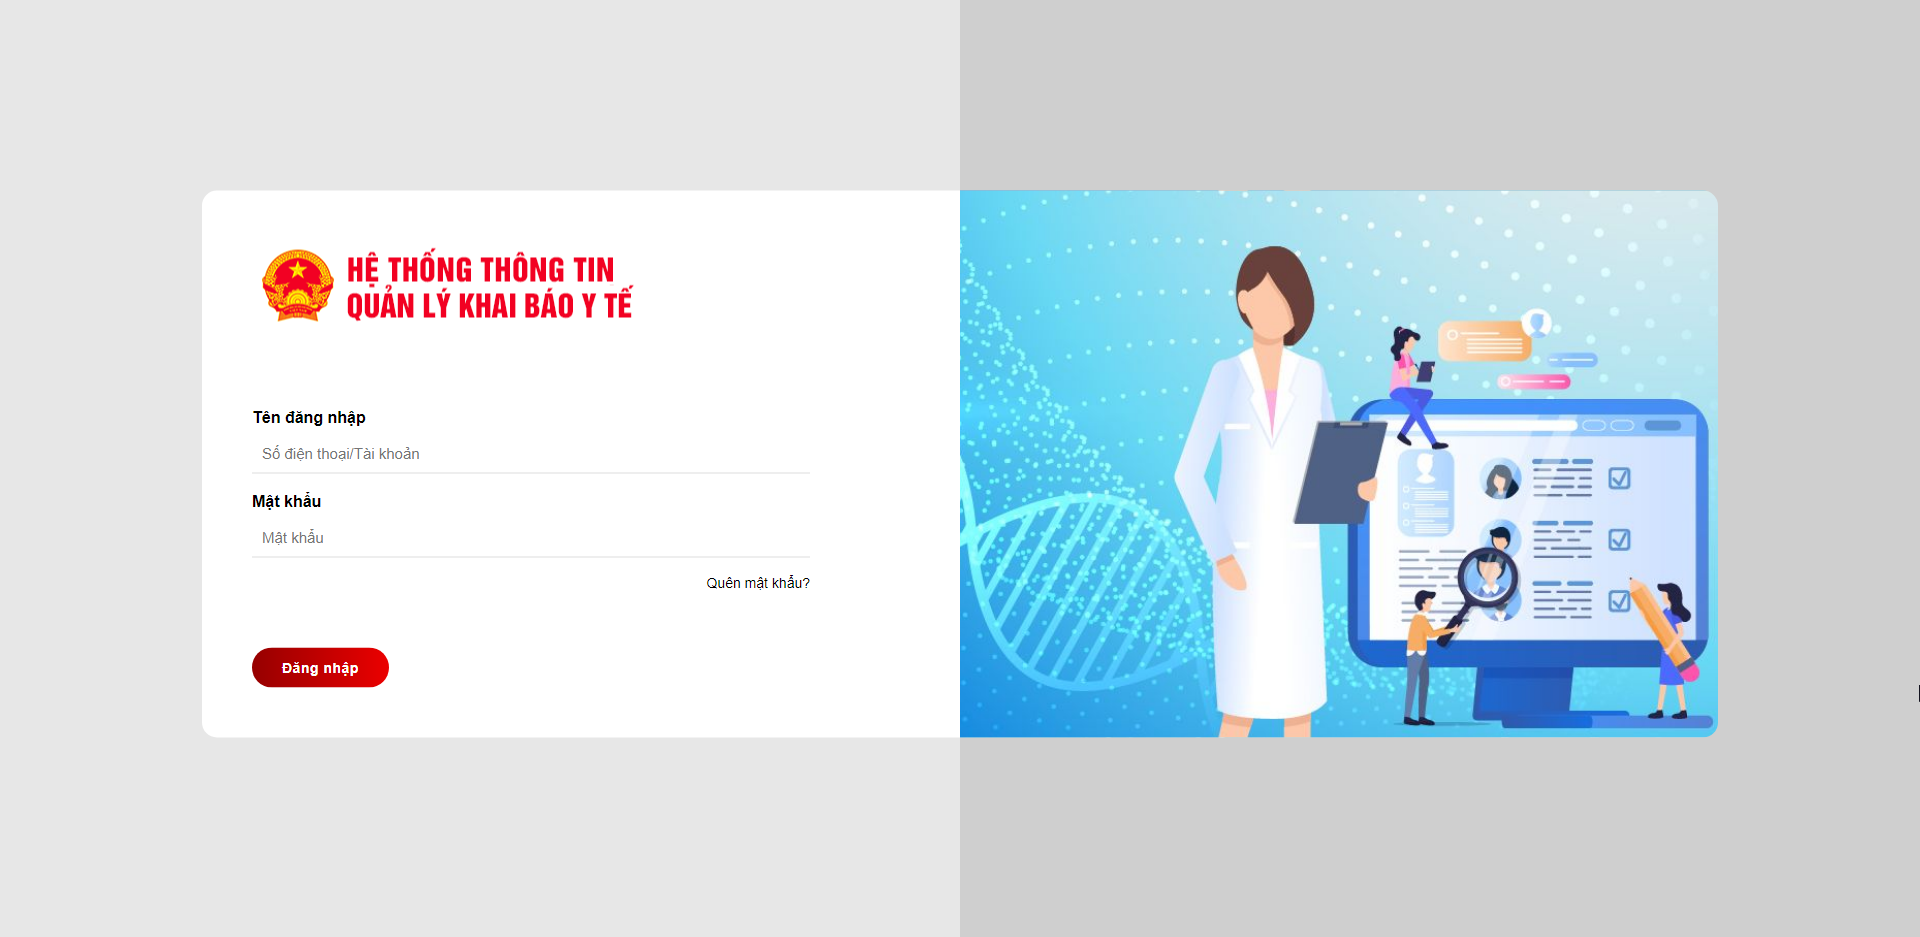 HỆ THỐNG THÔNG TIN
QUẢN LÝ KHAI BÁO Y TẾ
Tên đăng nhập
Số điện thoại/Tài khoản
Mật khẩu
Mật khẩu
Quên mật khẩu?
Đăng nhập